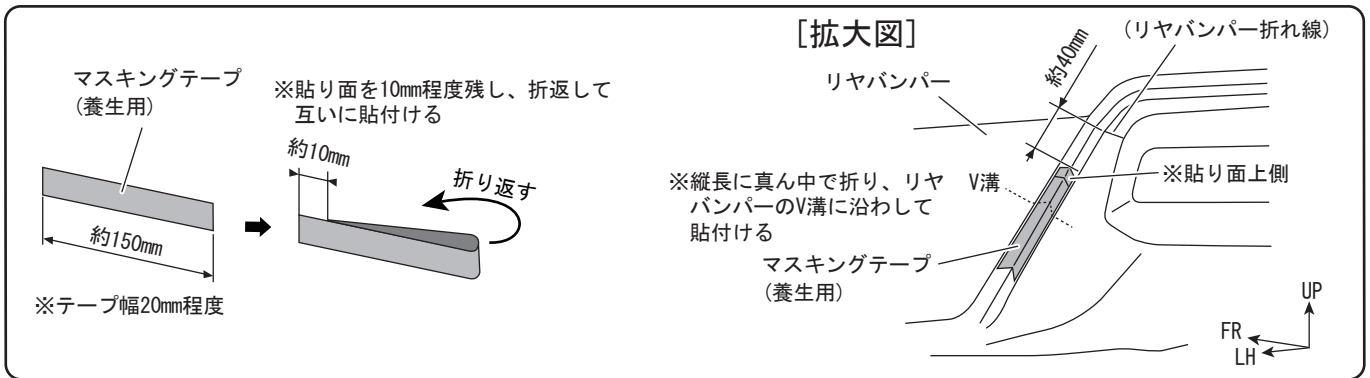 マスキングテープ
(養生用)
※貼り面を10mm程度残し、折返して
互いに貼付ける
約10mm
折り返す
約150mm
※テープ幅20mm程度
[拡大図]
(リヤバンパー折れ線)
約40mm
リヤバンパー
※縦長に真ん中で折り、リヤ
バンパーのV溝に沿わして
貼付ける
V溝
※貼り面上側
マスキングテープ
(養生用)
UP
FR
LH